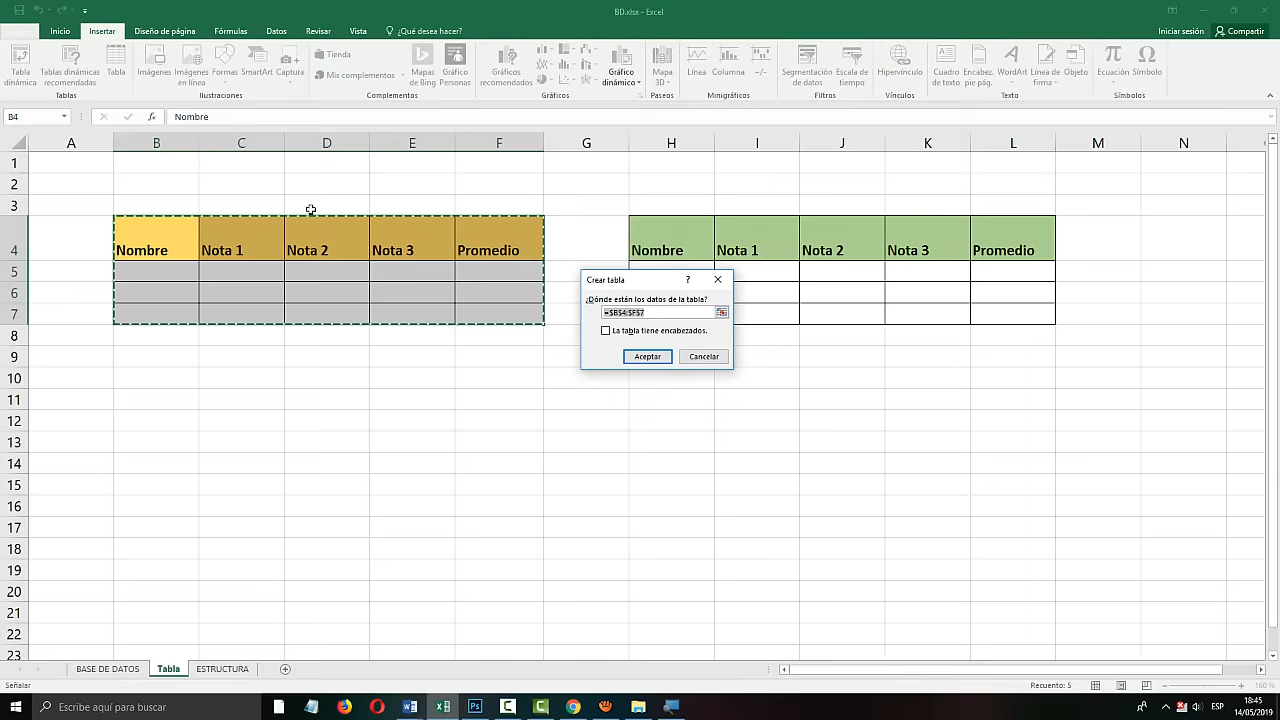 BD.xlsx - Excel
Inicio Insertar Diseño de página Fórmulas Datos Revisar Vista ¿Qué desea hacer? Iniciar sesión Compartir
Tabla dinámica
Tablas dinámicas recomendadas
Tabla
Imágenes
Imágenes en línea
Formas
SmartArt
Captura
Tienda
Mis complementos
Mapas de Bing
Gráfico Personas
Gráficos recomendados
Gráfico dinámico
Mapa 3D
Línea
Columna
+/-
Segmentación de datos
Escala de tiempo
Hipervínculo
Cuadro de texto
Encabez. pie pág.
WordArt
Línea de firma
Objeto
Ecuación
Símbolo
Tablas Ilustraciones Complementos Gráficos Paseos Minigráficos Filtros Vínculos Texto Símbolos
B4 fx Nombre
A B C D E F G H I J K L M N
1
2
3
4 Nombre Nota 1 Nota 2 Nota 3 Promedio Nombre Nota 1 Nota 2 Nota 3 Promedio
5
6
7
8
9
10
11
12
13
14
15
16
17
18
19
20
21
22
23
Crear tabla ?
¿Dónde están los datos de la tabla?
=$B$4:$F$7
La tabla tiene encabezados.
Aceptar Cancelar
BASE DE DATOS Tabla ESTRUCTURA
Señalar Recuento: 5 160 %
Escribe aquí para buscar
ESP
18:45
14/05/2019